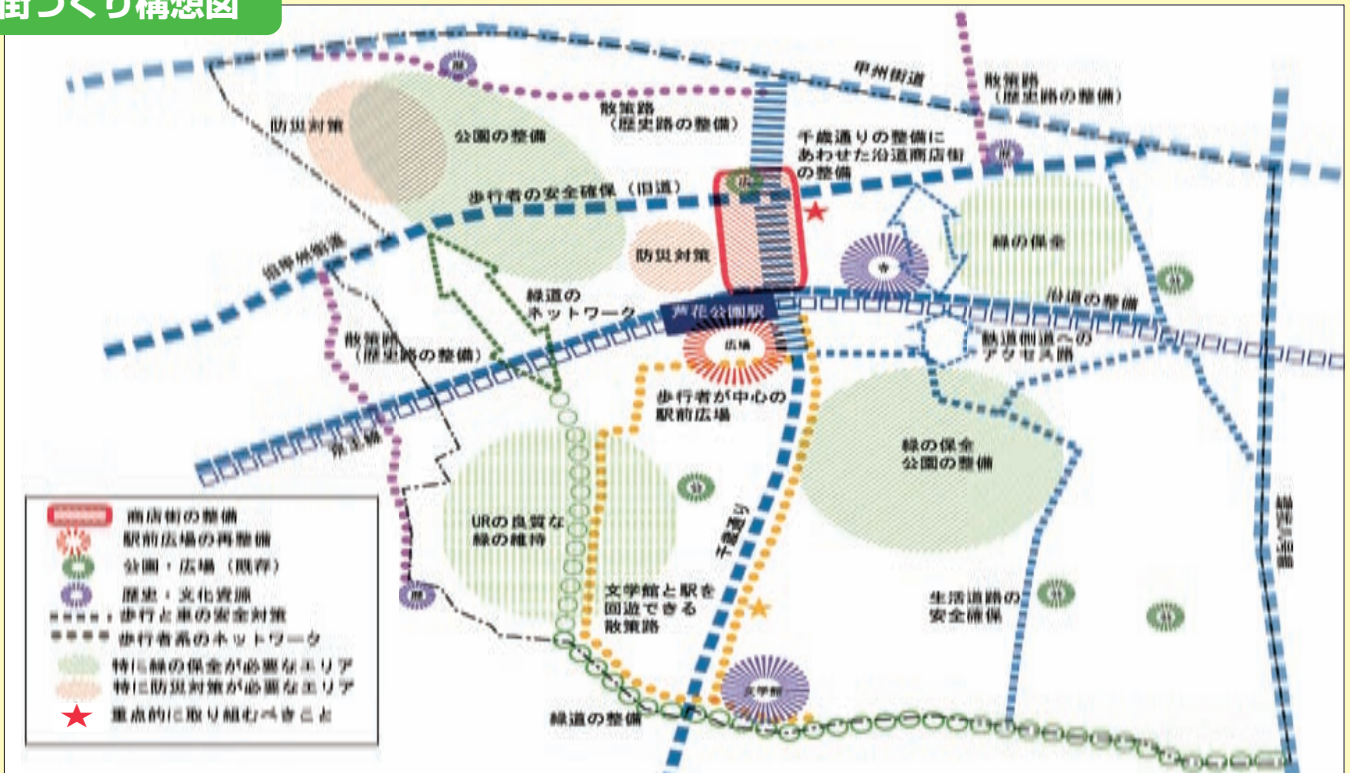 街づくり構想図
甲州街道
散策路
(歴史路の整備)
歴
防災対策
公園の整備
散策路
(歴史路の整備)
千歳通りの整備に
あわせた沿道商店街
の整備
歴
広
歩行者の安全確保(旧道)
防災対策
寺
緑の保全
公
旧甲州街道
緑道の
ネットワーク
芦花公園駅
沿道の整備
散策路
(歴史路の整備)
広場
鉄道側道への
アクセス路
歩行者が中心の
駅前広場
京王線
緑の保全
公園の整備
公
URの良質な
緑の維持
千歳通り
商店街の整備
駅前広場の再整備
公園・広場(既存)
歴史・文化資源
歩行と車の安全対策
歩行者系のネットワーク
特に緑の保全が必要なエリア
特に防災対策が必要なエリア
重点的に取り組むべきこと
歴
文学館と駅を
回遊できる
散策路
生活道路の
安全確保
公
公
文学館
緑道の整備